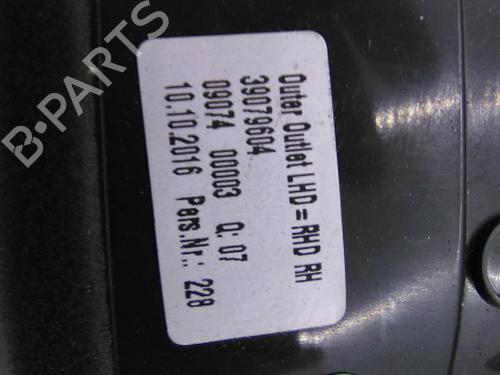 B-PARTS
Outer Outlet LHD = RHD RH
39079604
09074 00003 Q: 07
10.10.2016 Pers.Nr.: 228